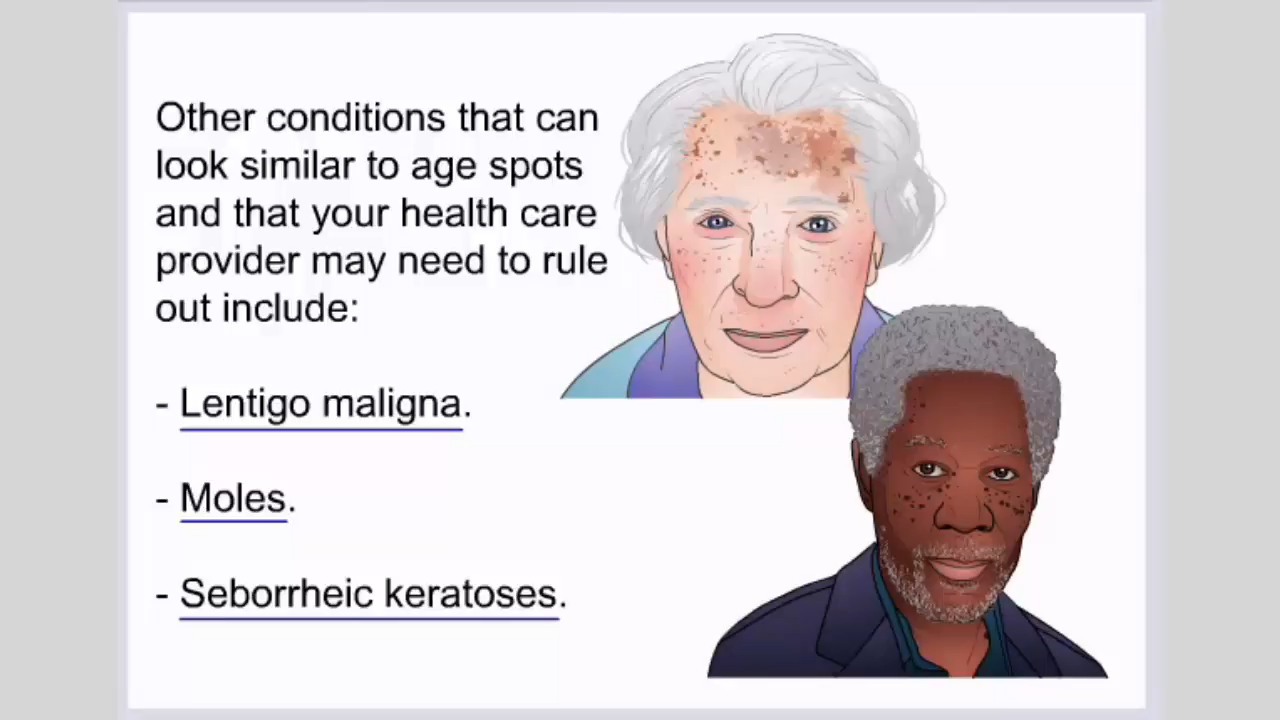 Other conditions that can
look similar to age spots
and that your health care
provider may need to rule
out include:
- Lentigo maligna.
- Moles.
- Seborrheic keratoses.